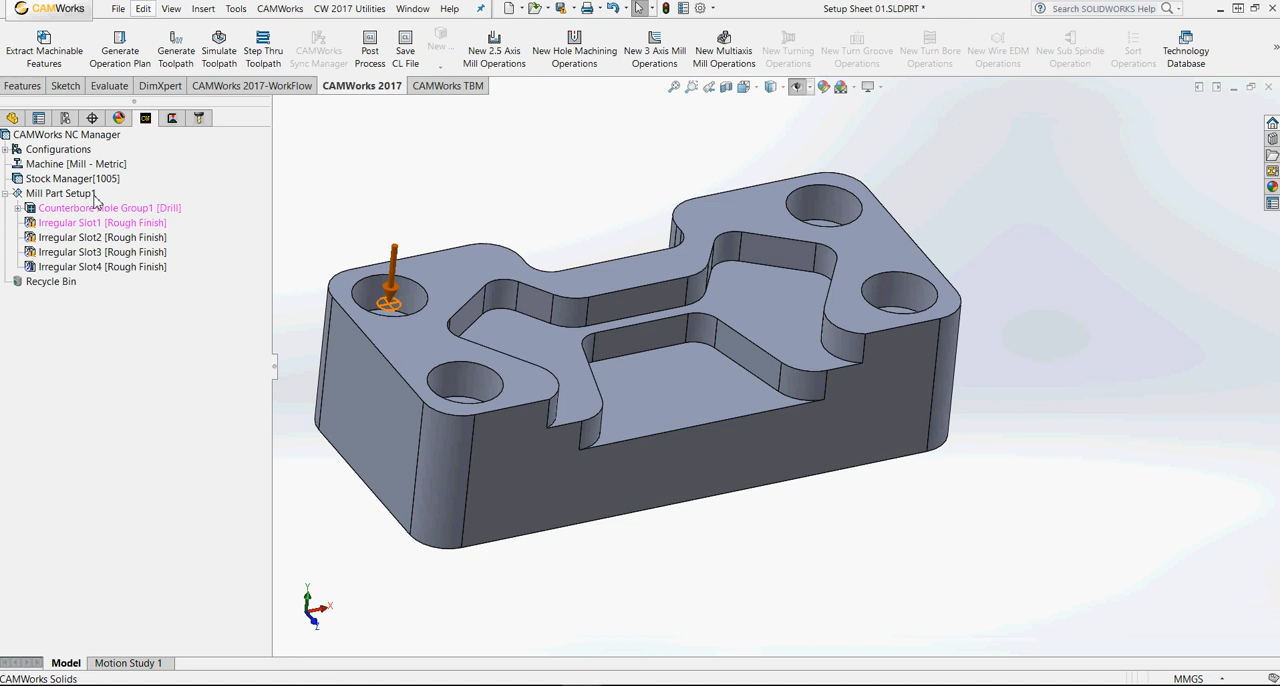 CAMWorks File Edit View Insert Tools CAMWorks CW 2017 Utilities Window Help Setup Sheet 01.SLDPRT * Search SOLIDWORKS Help
Extract Machinable Features
Generate Operation Plan
Generate Toolpath
Simulate Toolpath
Step Thru Toolpath
CAMWorks Sync Manager
Post Process
Save CL File
New ...
New 2.5 Axis Mill Operations
New Hole Machining Operations
New 3 Axis Mill Operations
New Multiaxis Mill Operations
New Turning Operations
New Turn Groove Operations
New Turn Bore Operations
New Wire EDM Operations
New Sub Spindle Operations
Sort Operations
Technology Database
Features Sketch Evaluate DimXpert CAMWorks 2017-WorkFlow CAMWorks 2017 CAMWorks TBM
CAMWorks NC Manager
Configurations
Machine [Mill - Metric]
Stock Manager[1005]
Mill Part Setup1
Counterbore Hole Group1 [Drill]
Irregular Slot1 [Rough Finish]
Irregular Slot2 [Rough Finish]
Irregular Slot3 [Rough Finish]
Irregular Slot4 [Rough Finish]
Recycle Bin
Y
X
Z
Model Motion Study 1
CAMWorks Solids MMGS